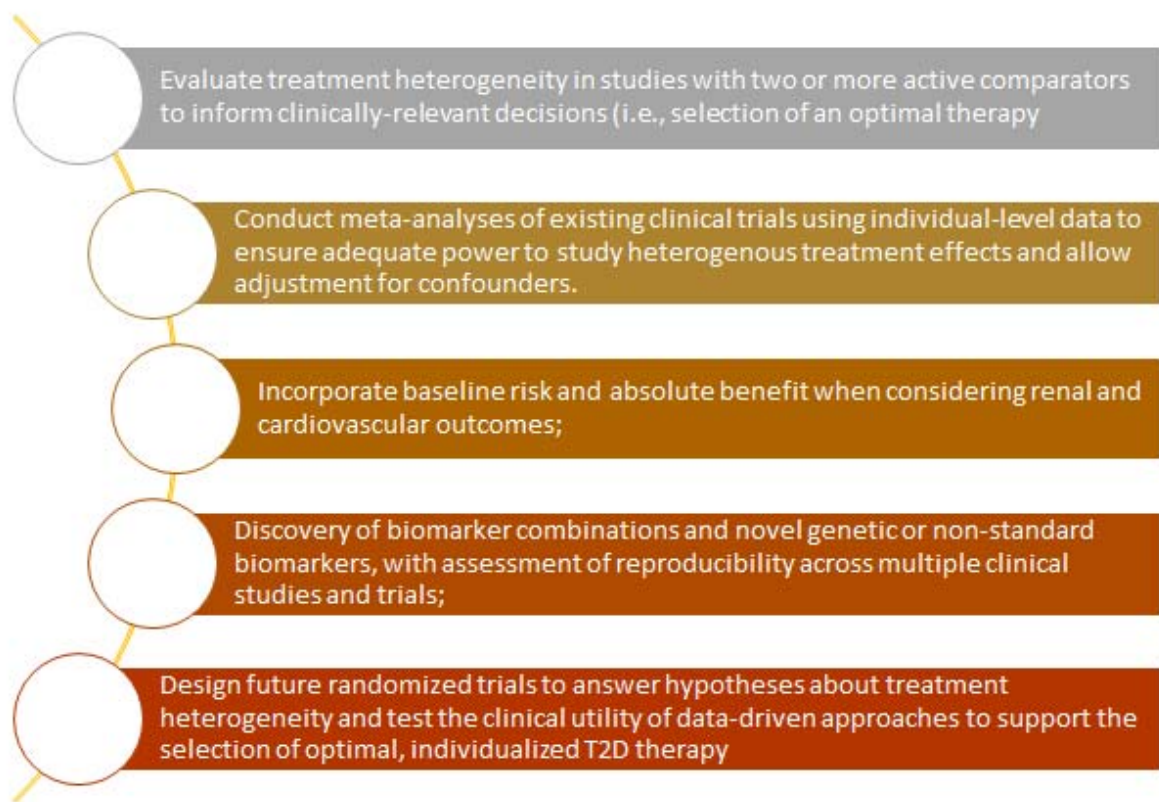 Evaluate treatment heterogeneity in studies with two or more active comparators
to inform clinically-relevant decisions (i.e., selection of an optimal therapy
Conduct meta-analyses of existing clinical trials using individual-level data to
ensure adequate power to study heterogenous treatment effects and allow
adjustment for confounders.
Incorporate baseline risk and absolute benefit when considering renal and
cardiovascular outcomes;
Discovery of biomarker combinations and novel genetic or non-standard
biomarkers, with assessment of reproducibility across multiple clinical
studies and trials;
Design future randomized trials to answer hypotheses about treatment
heterogeneity and test the clinical utility of data-driven approaches to support the
selection of optimal, individualized T2D therapy